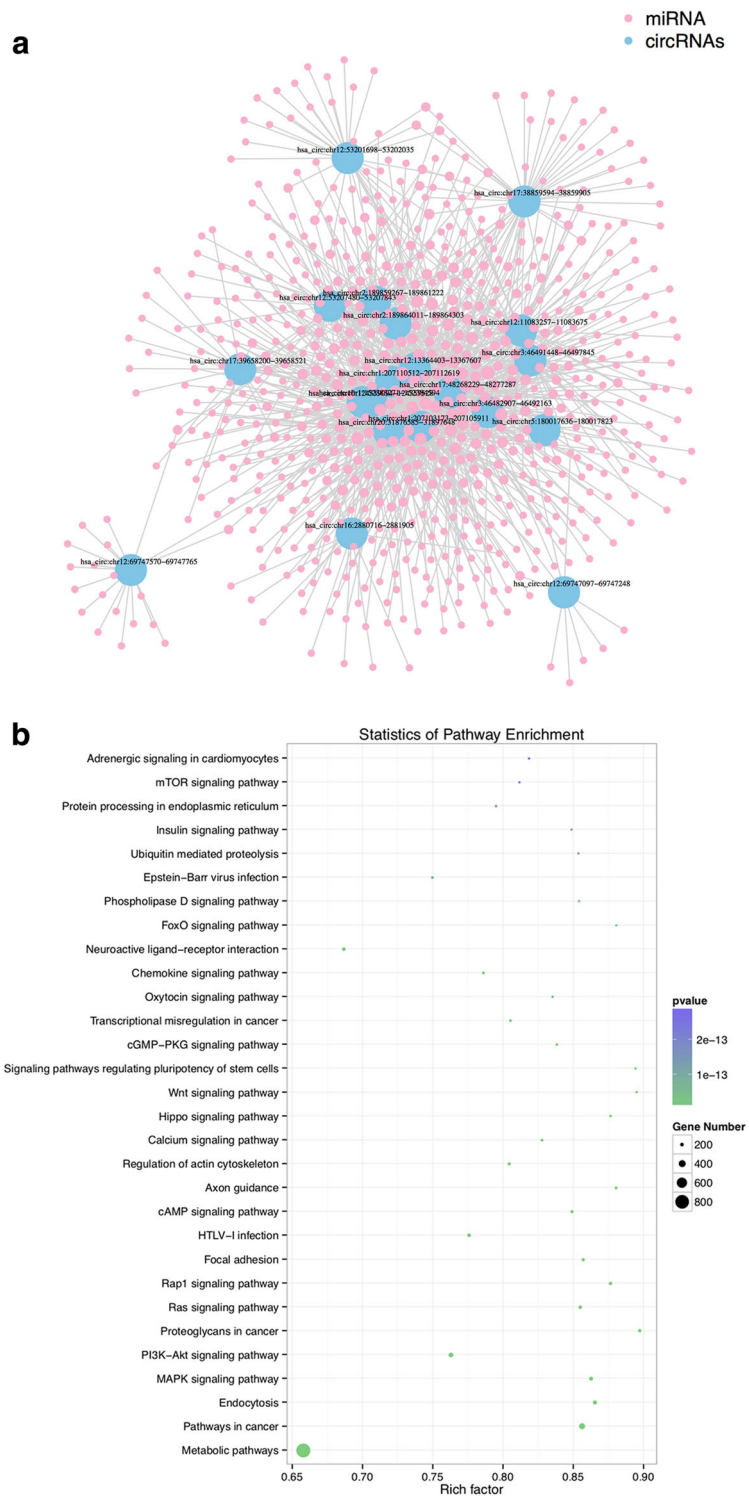 a
miRNA
circRNAs
hsa_circ:chr12:53201698−53202035
hsa_circ:chr17:38859594−38859905
hsa_circ:chr2:189859267−189861222
hsa_circ:chr12:53207480−53207843
hsa_circ:chr2:189864011−189864303
hsa_circ:chr12:11083257−11083675
hsa_circ:chr3:46491448−46497845
hsa_circ:chr17:39658200−39658521
hsa_circ:chr12:13364403−13367607
hsa_circ:chr1:207110512−207112619
hsa_circ:chr17:48268229−48277287
hsa_circ:chr3:46482907−46492163
hsa_circ:chr1:207103173−207105911
hsa_circ:chr20:31876585−31897648
hsa_circ:chr5:180017636−180017823
hsa_circ:chr16:2880716−2881905
hsa_circ:chr12:69747570−69747765
hsa_circ:chr12:69747097−69747248
b
Statistics of Pathway Enrichment
Adrenergic signaling in cardiomyocytes
mTOR signaling pathway
Protein processing in endoplasmic reticulum
Insulin signaling pathway
Ubiquitin mediated proteolysis
Epstein−Barr virus infection
Phospholipase D signaling pathway
FoxO signaling pathway
Neuroactive ligand−receptor interaction
Chemokine signaling pathway
Oxytocin signaling pathway
Transcriptional misregulation in cancer
cGMP−PKG signaling pathway
Signaling pathways regulating pluripotency of stem cells
Wnt signaling pathway
Hippo signaling pathway
Calcium signaling pathway
Regulation of actin cytoskeleton
Axon guidance
cAMP signaling pathway
HTLV−I infection
Focal adhesion
Rap1 signaling pathway
Ras signaling pathway
Proteoglycans in cancer
PI3K−Akt signaling pathway
MAPK signaling pathway
Endocytosis
Pathways in cancer
Metabolic pathways
0.65 0.70 0.75 0.80 0.85 0.90
Rich factor
pvalue
2e−13
1e−13
Gene Number
200
400
600
800